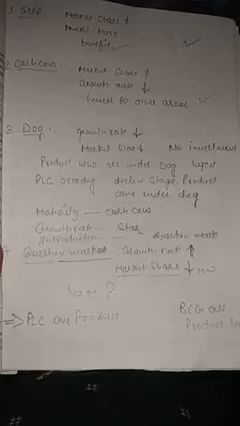 1. Star Market Share ↑
Invest More
benefit ✓
2. Cash cow. Market Share ↑
Growth rate ↓
Invest to other areas ✓
3. Dog. Growth rate ↓
Market Share ↓ No investment
Product who are under Dog
PLC according decline stage. Product
come under dog
Maturity — cash cow
Growth rate — Star
Introduction — Question mark
Question market — Growth rate ↑
Market Share ↓ low
⇒ PLC one Product BCG all
Product